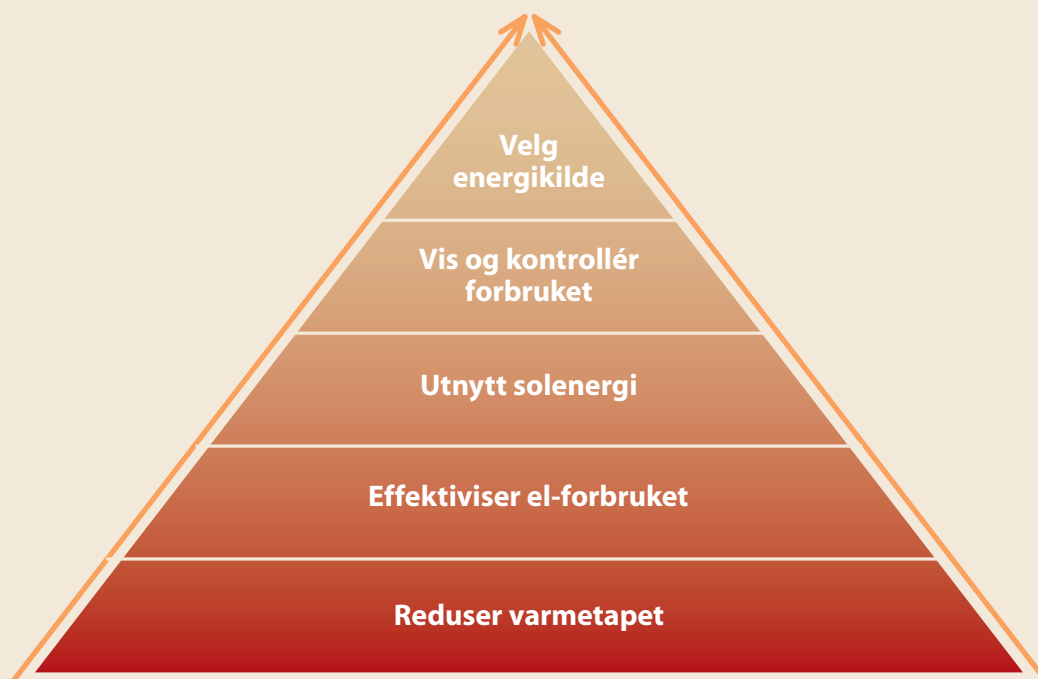 Velg
energikilde
Vis og kontrollér
forbruket
Utnytt solenergi
Effektiviser el-forbruket
Reduser varmetapet